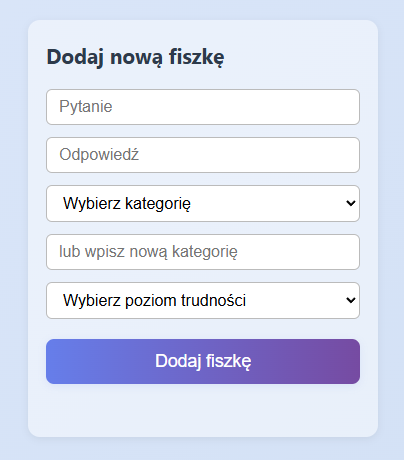 Dodaj nową fiszkę
Pytanie
Odpowiedź
Wybierz kategorię
lub wpisz nową kategorię
Wybierz poziom trudności
Dodaj fiszkę